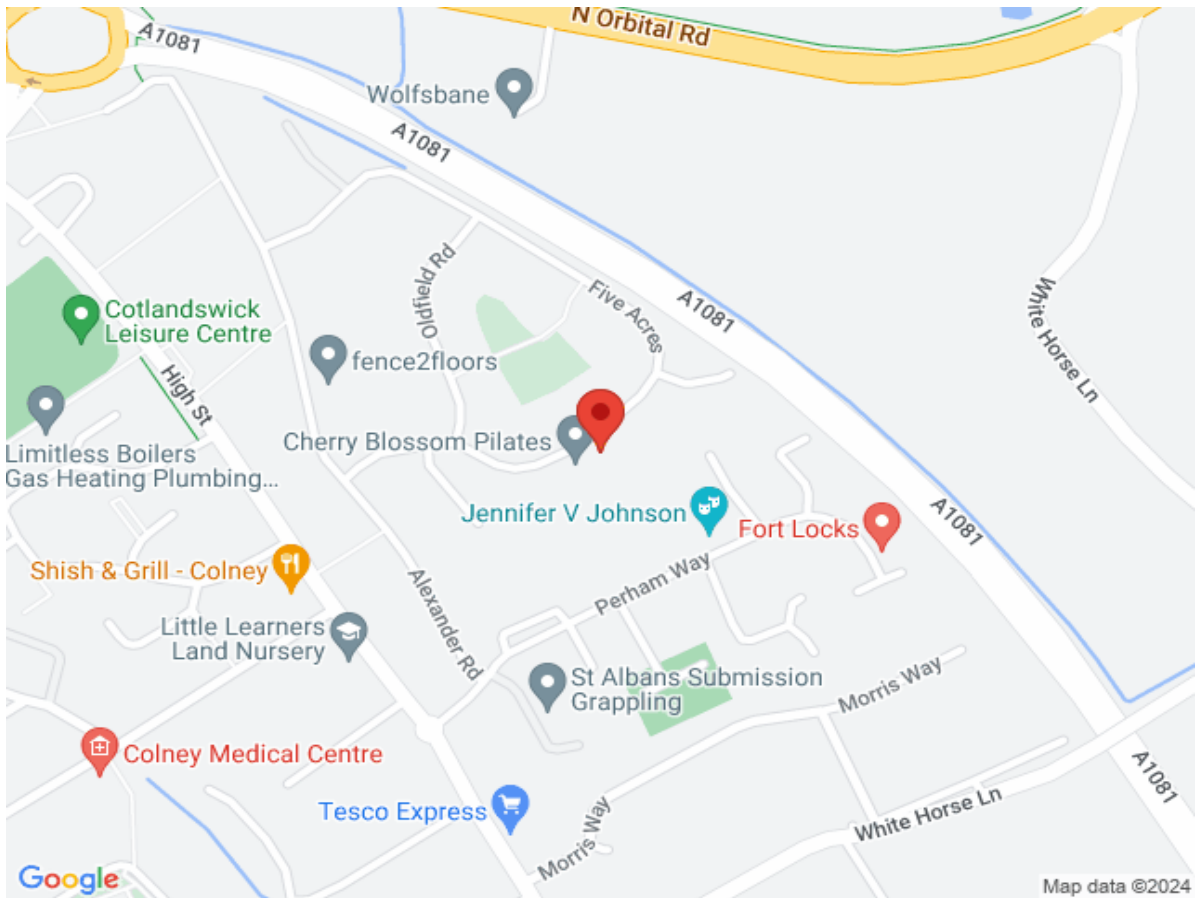 N Orbital Rd
A1081
Wolfsbane
A1081
Oldfield Rd
Five Acres
A1081
White Horse Ln
Cotlandswick
Leisure Centre
fence2floors
High St
Cherry Blossom Pilates
Limitless Boilers
Gas Heating Plumbing...
Jennifer V Johnson
Fort Locks
A1081
Shish & Grill - Colney
Alexander Rd
Perham Way
Little Learners
Land Nursery
St Albans Submission
Grappling
Morris Way
Colney Medical Centre
A1081
Tesco Express
White Horse Ln
Morris Way
Google
Map data ©2024